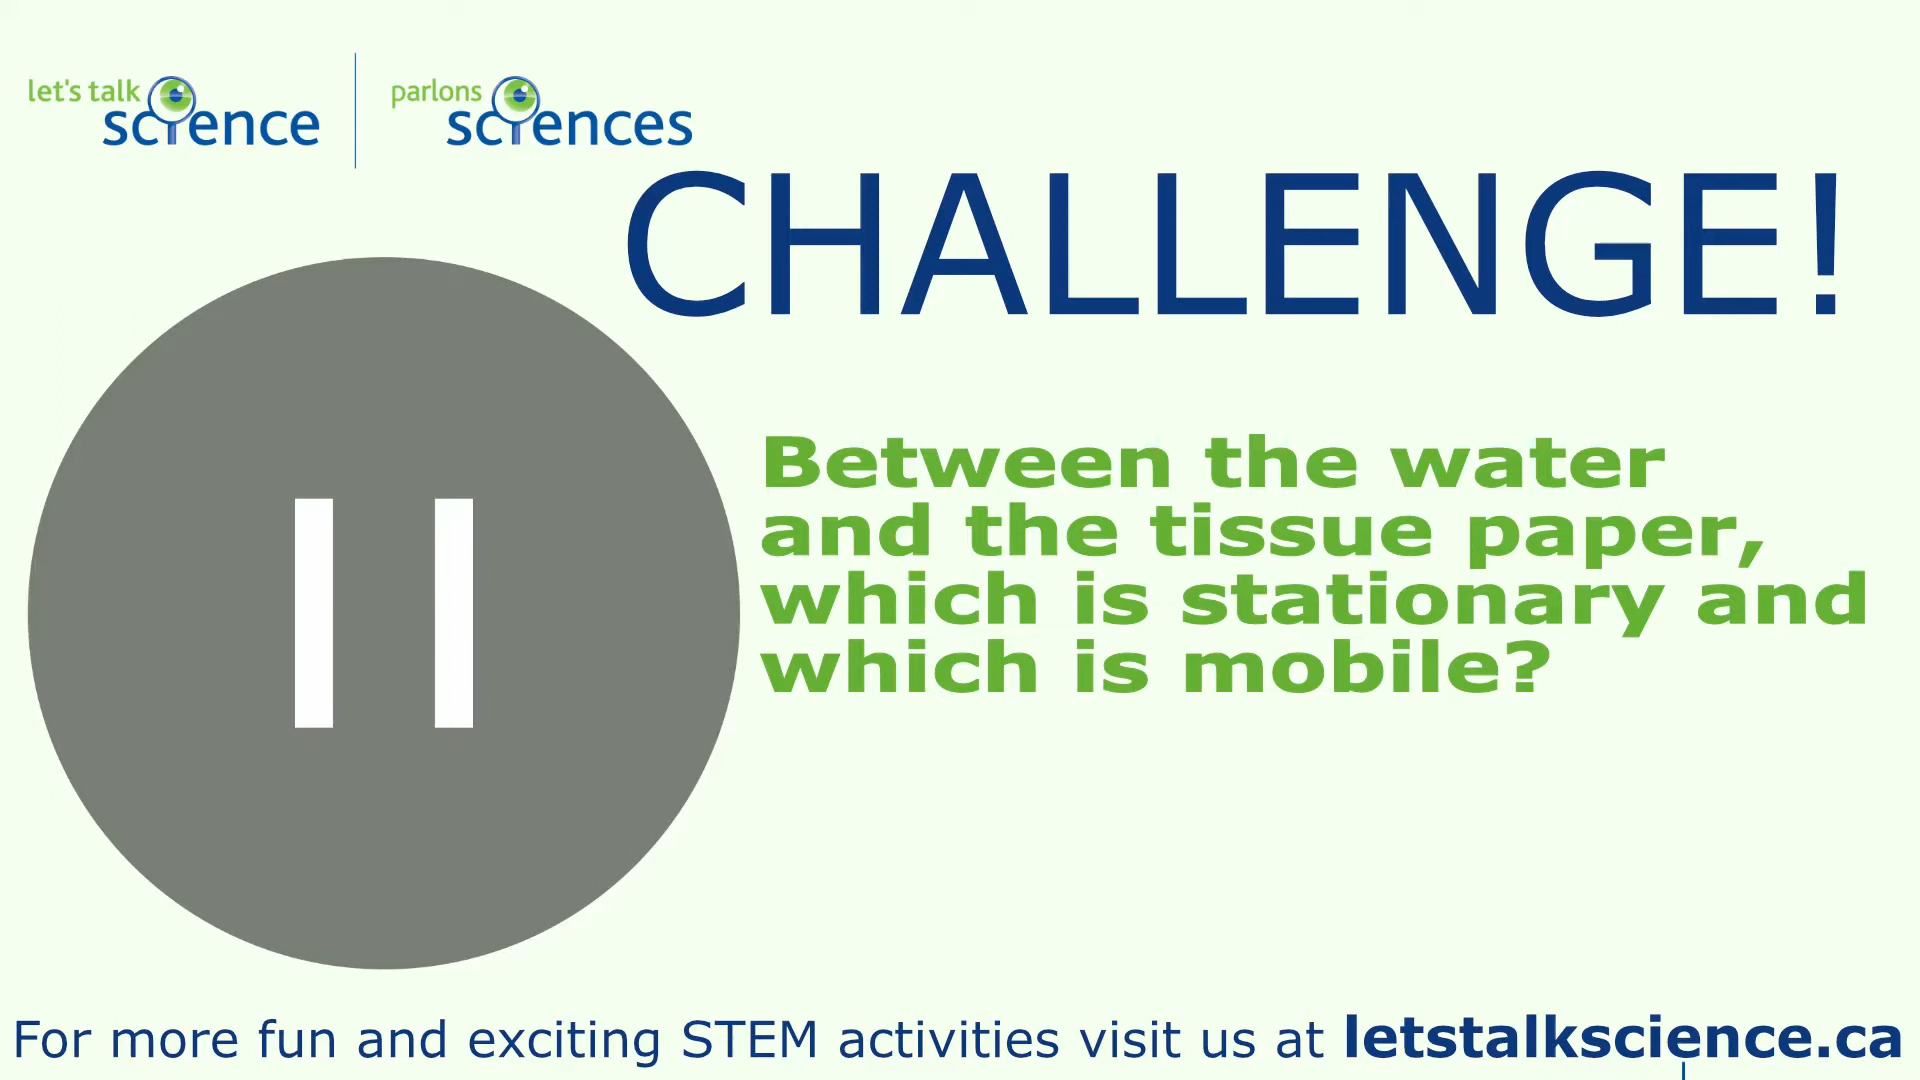 let's talk
science
parlons
sciences
CHALLENGE!
Between the water
and the tissue paper,
which is stationary and
which is mobile?
For more fun and exciting STEM activities visit us at letstalkscience.ca